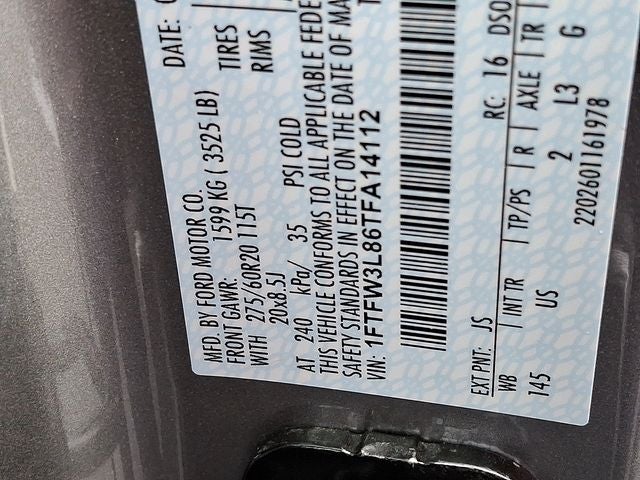 MFD. BY FORD MOTOR CO.
DATE:
FRONT GAWR: 1599 KG ( 3525 LB)
WITH 275/60R20 115T TIRES
20x8.5J RIMS
AT 240 kPa/ 35 PSI COLD
THIS VEHICLE CONFORMS TO ALL APPLICABLE FEDE
SAFETY STANDARDS IN EFFECT ON THE DATE OF MA
VIN: 1FTFW3L86TFA14112
EXT PNT: JS RC: 16 DSO
WB INT TR TP/PS R AXLE TR
145 US 2 L3 G
2202601161978